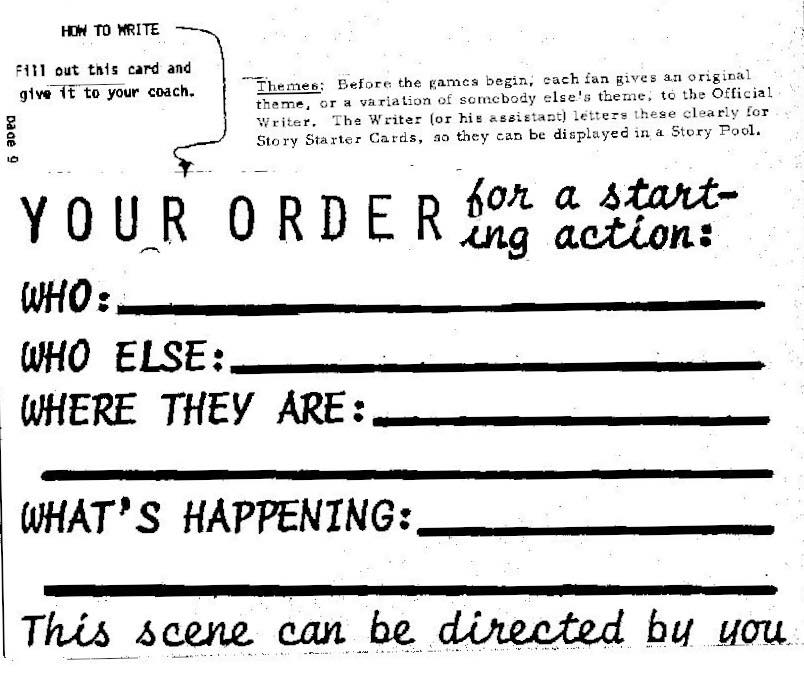 HOW TO WRITE
Fill out this card and
give it to your coach.
Themes: Before the games begin, each fan gives an original
theme, or a variation of somebody else's theme, to the Official
Writer. The Writer (or his assistant) letters these clearly for
Story Starter Cards, so they can be displayed in a Story Pool.
page 9
YOUR ORDER for a start-
ing action:
WHO:
WHO ELSE:
WHERE THEY ARE:
WHAT'S HAPPENING:
This scene can be directed by you